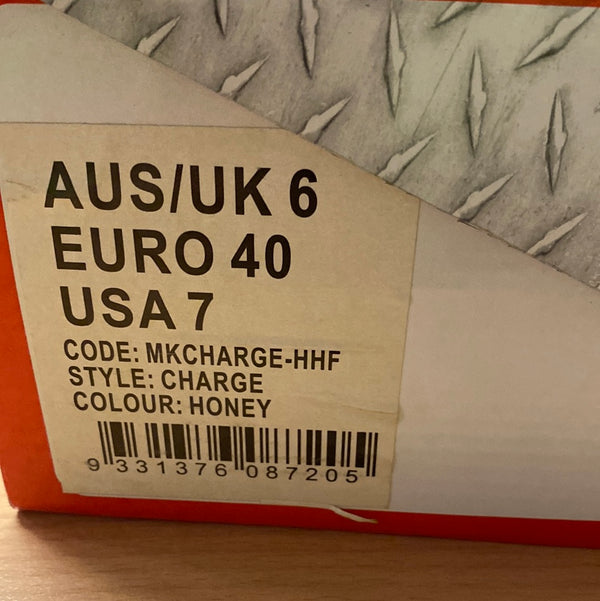 AUS/UK 6
EURO 40
USA 7
CODE: MKCHARGE-HHF
STYLE: CHARGE
COLOUR: HONEY
9 331376 087205